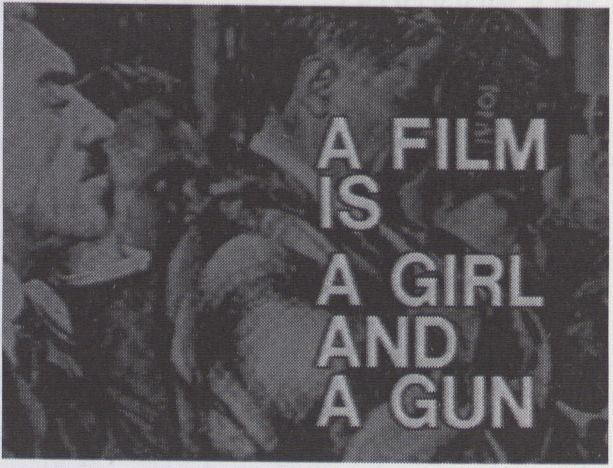 A FILM
IS
A GIRL
AND
A GUN